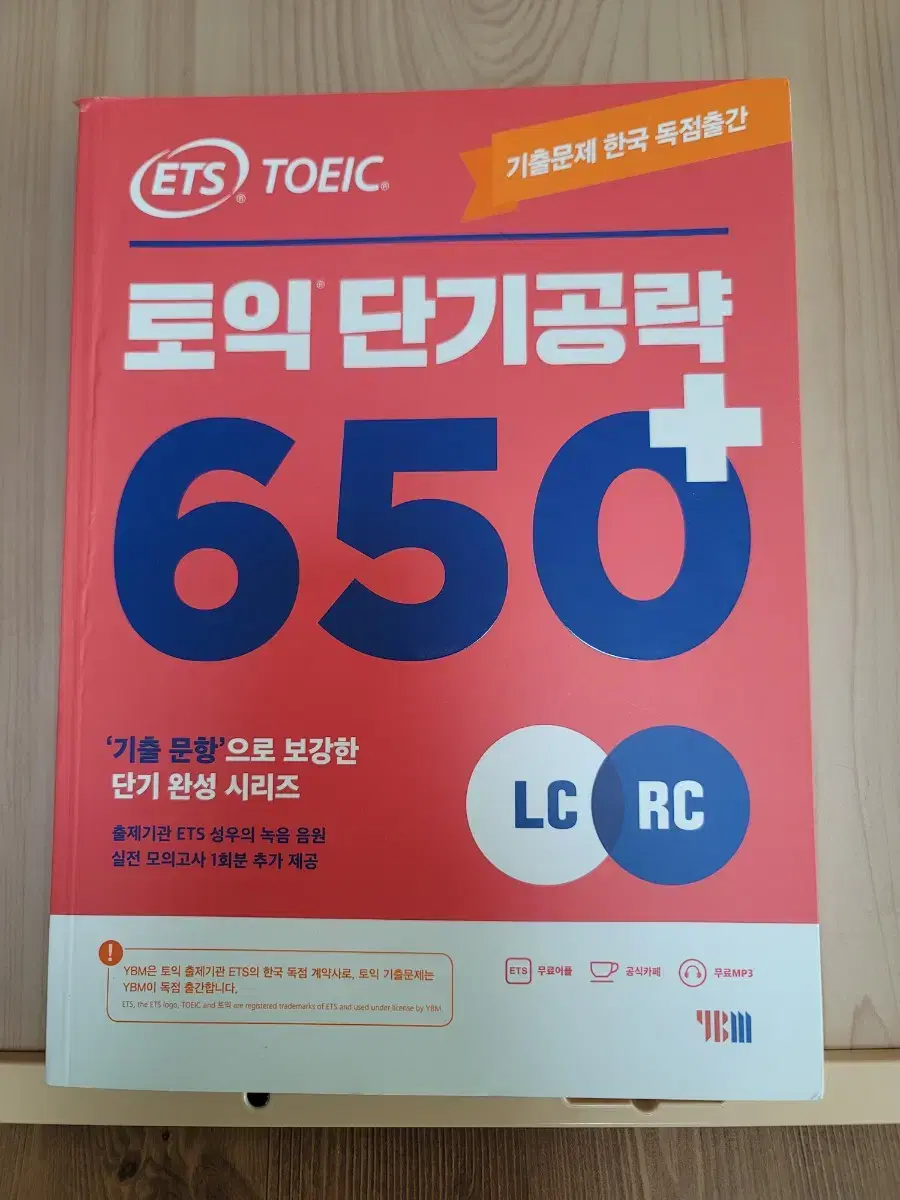 ETS® TOEIC®
기출문제 한국 독점출간
토익® 단기공략
650+
'기출 문항'으로 보강한
단기 완성 시리즈
출제기관 ETS 성우의 녹음 음원
실전 모의고사 1회분 추가 제공
LC RC
!
YBM은 토익 출제기관 ETS의 한국 독점 계약사로, 토익 기출문제는
YBM이 독점 출간합니다.
ETS, the ETS logo, TOEIC and 토익 are registered trademarks of ETS and used under license by YBM.
ETS 무료어플 공식카페 무료MP3
YBM